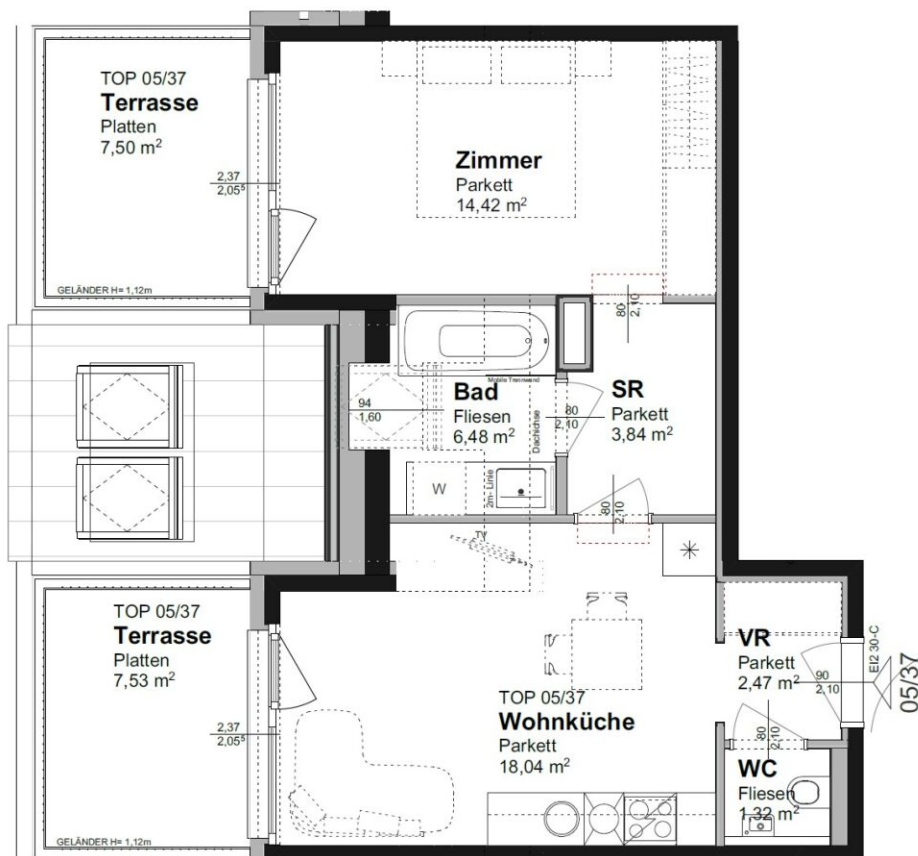 TOP 05/37
Terrasse
Platten
7,50 m²
2,37
2,05⁵
GELÄNDER H= 1,12m
Zimmer
Parkett
14,42 m²
80
2,10
94
1,60
Mobile Trennwand
Bad
Fliesen
6,48 m²
Dachichse
80
2,10
SR
Parkett
3,84 m²
W
2m- Linie
80
2,10
TV
TOP 05/37
Terrasse
Platten
7,53 m²
2,37
2,05⁵
GELÄNDER H= 1,12m
TOP 05/37
Wohnküche
Parkett
18,04 m²
VR
Parkett
2,47 m²
90
2,10
EI2 30-C
05/37
80
2,10
WC
Fliesen
1,32 m²